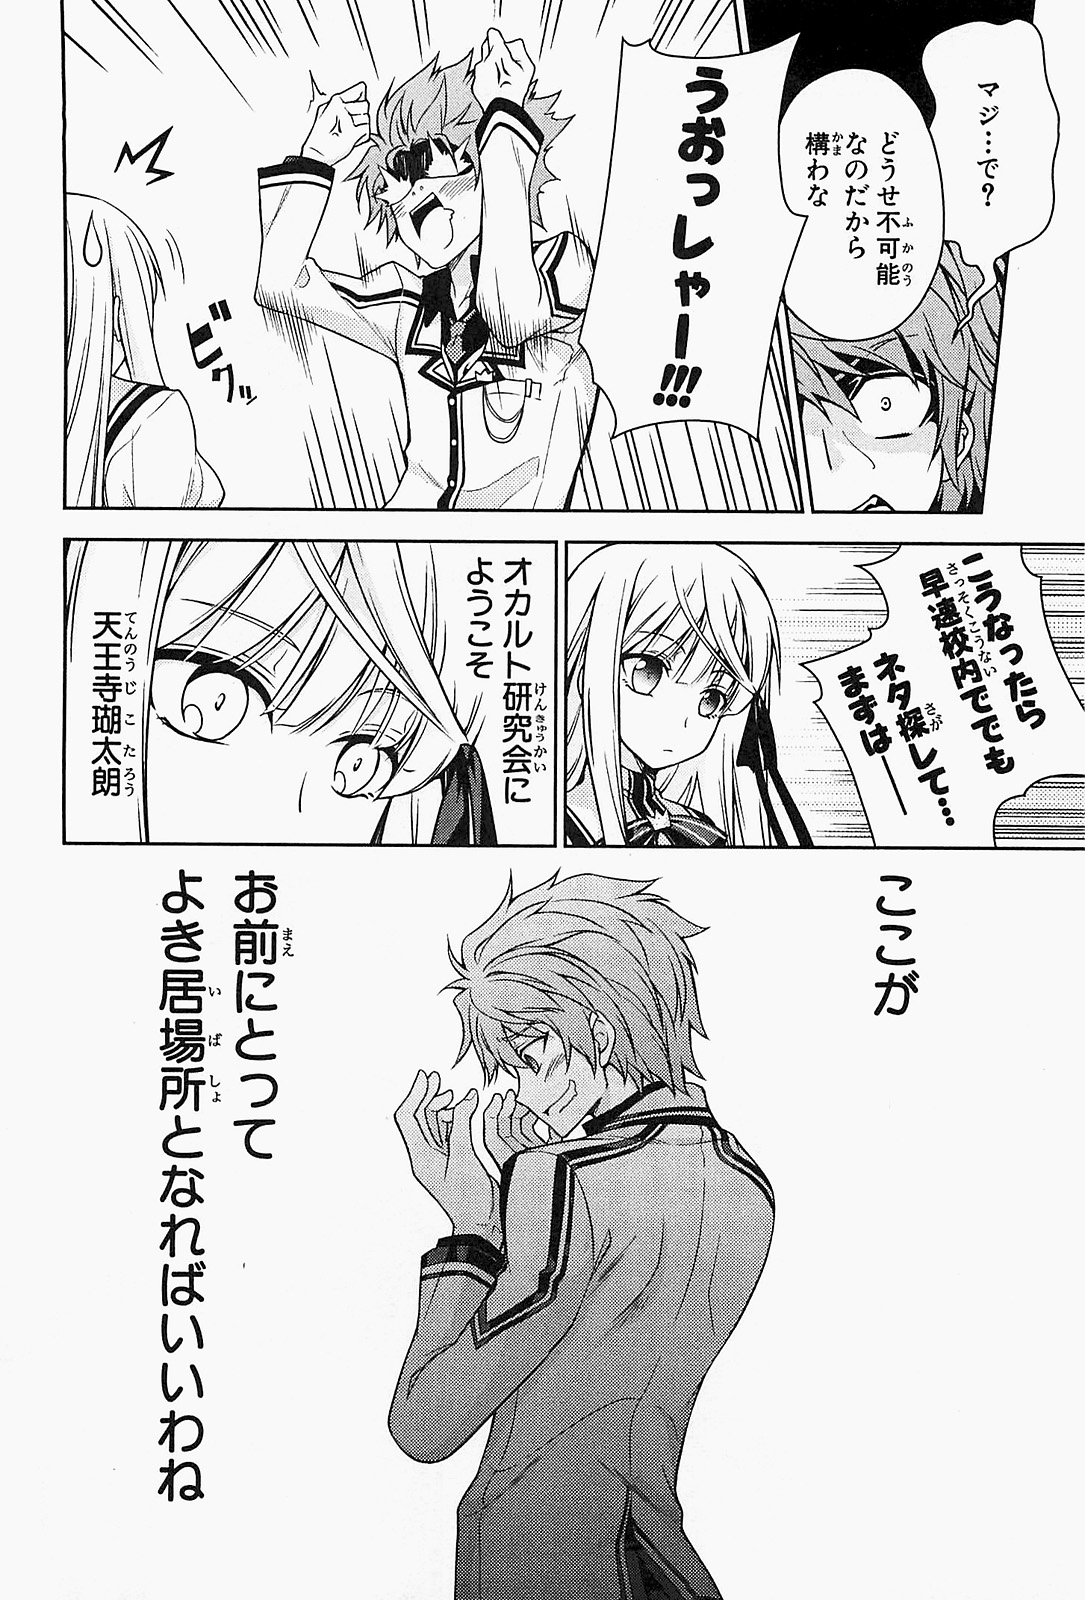 マジ…で?
どうせ不可能
なのだから
構わな
うおっしゃー!!!
ビクッ
こうなったら
早速校内ででも
ネタ探して…
まずは──
オカルト研究会に
ようこそ
天王寺瑚太朗
ここが
お前にとって
よき居場所となればいいわね